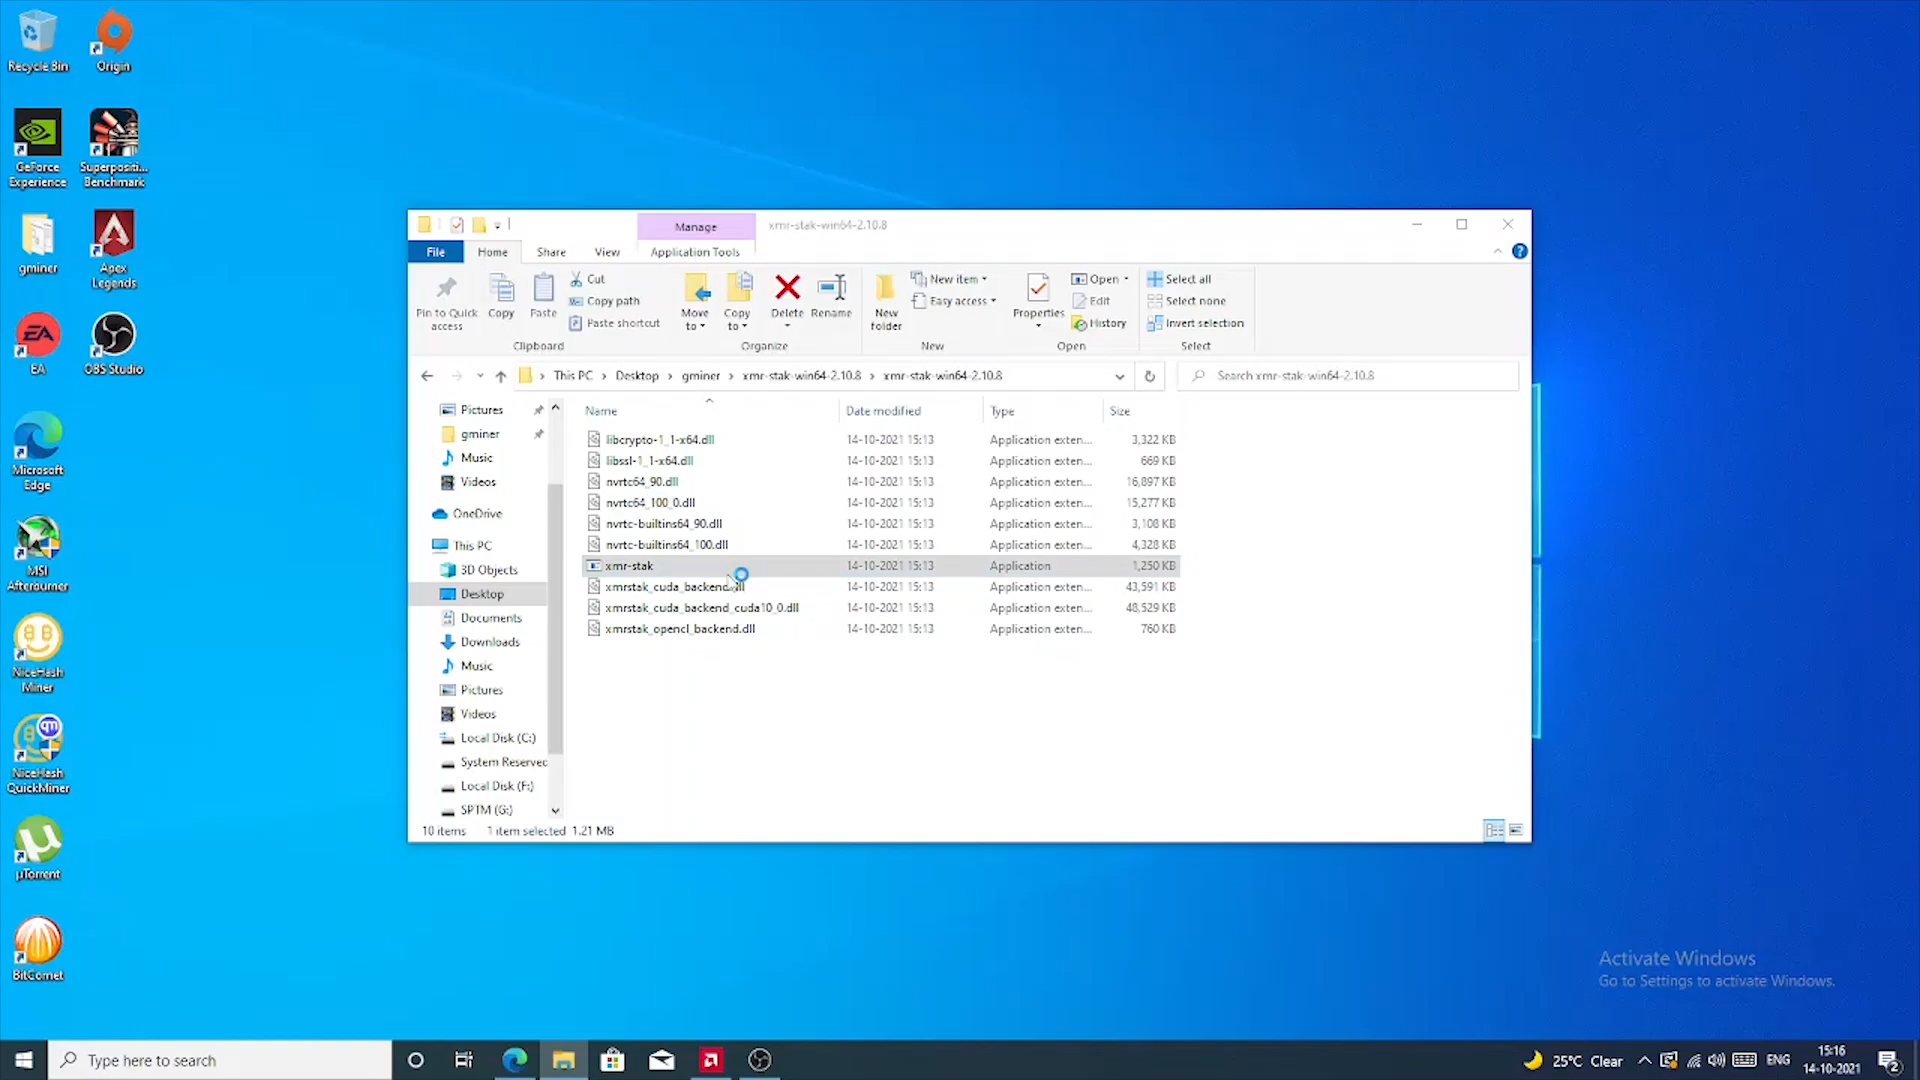 Recycle Bin
Origin
GeForce
Experience
Superpositi...
Benchmark
gminer
Apex
Legends
EA
EA
OBS Studio
Microsoft
Edge
MSI
Afterburner
NiceHash
Miner
qm
NiceHash
QuickMiner
µTorrent
BitComet
Manage
xmr-stak-win64-2.10.8
File
Home
Share
View
Application Tools
Pin to Quick
access
Copy
Paste
Cut
Copy path
Paste shortcut
Clipboard
Move
to
Copy
to
Delete
Rename
Organize
New
folder
New item
Easy access
New
Properties
Open
Edit
History
Open
Select all
Select none
Invert selection
Select
This PC > Desktop > gminer > xmr-stak-win64-2.10.8 > xmr-stak-win64-2.10.8
Search xmr-stak-win64-2.10.8
Pictures
gminer
Music
Videos
OneDrive
This PC
3D Objects
Desktop
Documents
Downloads
Music
Pictures
Videos
Local Disk (C:)
System Reserved
Local Disk (F:)
SPTM (G:)
Name Date modified Type Size
libcrypto-1_1-x64.dll 14-10-2021 15:13 Application exten... 3,322 KB
libssl-1_1-x64.dll 14-10-2021 15:13 Application exten... 669 KB
nvrtc64_90.dll 14-10-2021 15:13 Application exten... 16,897 KB
nvrtc64_100_0.dll 14-10-2021 15:13 Application exten... 15,277 KB
nvrtc-builtins64_90.dll 14-10-2021 15:13 Application exten... 3,108 KB
nvrtc-builtins64_100.dll 14-10-2021 15:13 Application exten... 4,328 KB
xmr-stak 14-10-2021 15:13 Application 1,250 KB
xmrstak_cuda_backend.dll 14-10-2021 15:13 Application exten... 43,591 KB
xmrstak_cuda_backend_cuda10_0.dll 14-10-2021 15:13 Application exten... 48,529 KB
xmrstak_opencl_backend.dll 14-10-2021 15:13 Application exten... 760 KB
10 items 1 item selected 1.21 MB
Activate Windows
Go to Settings to activate Windows.
Type here to search
25°C Clear
ENG
15:16
14-10-2021
2